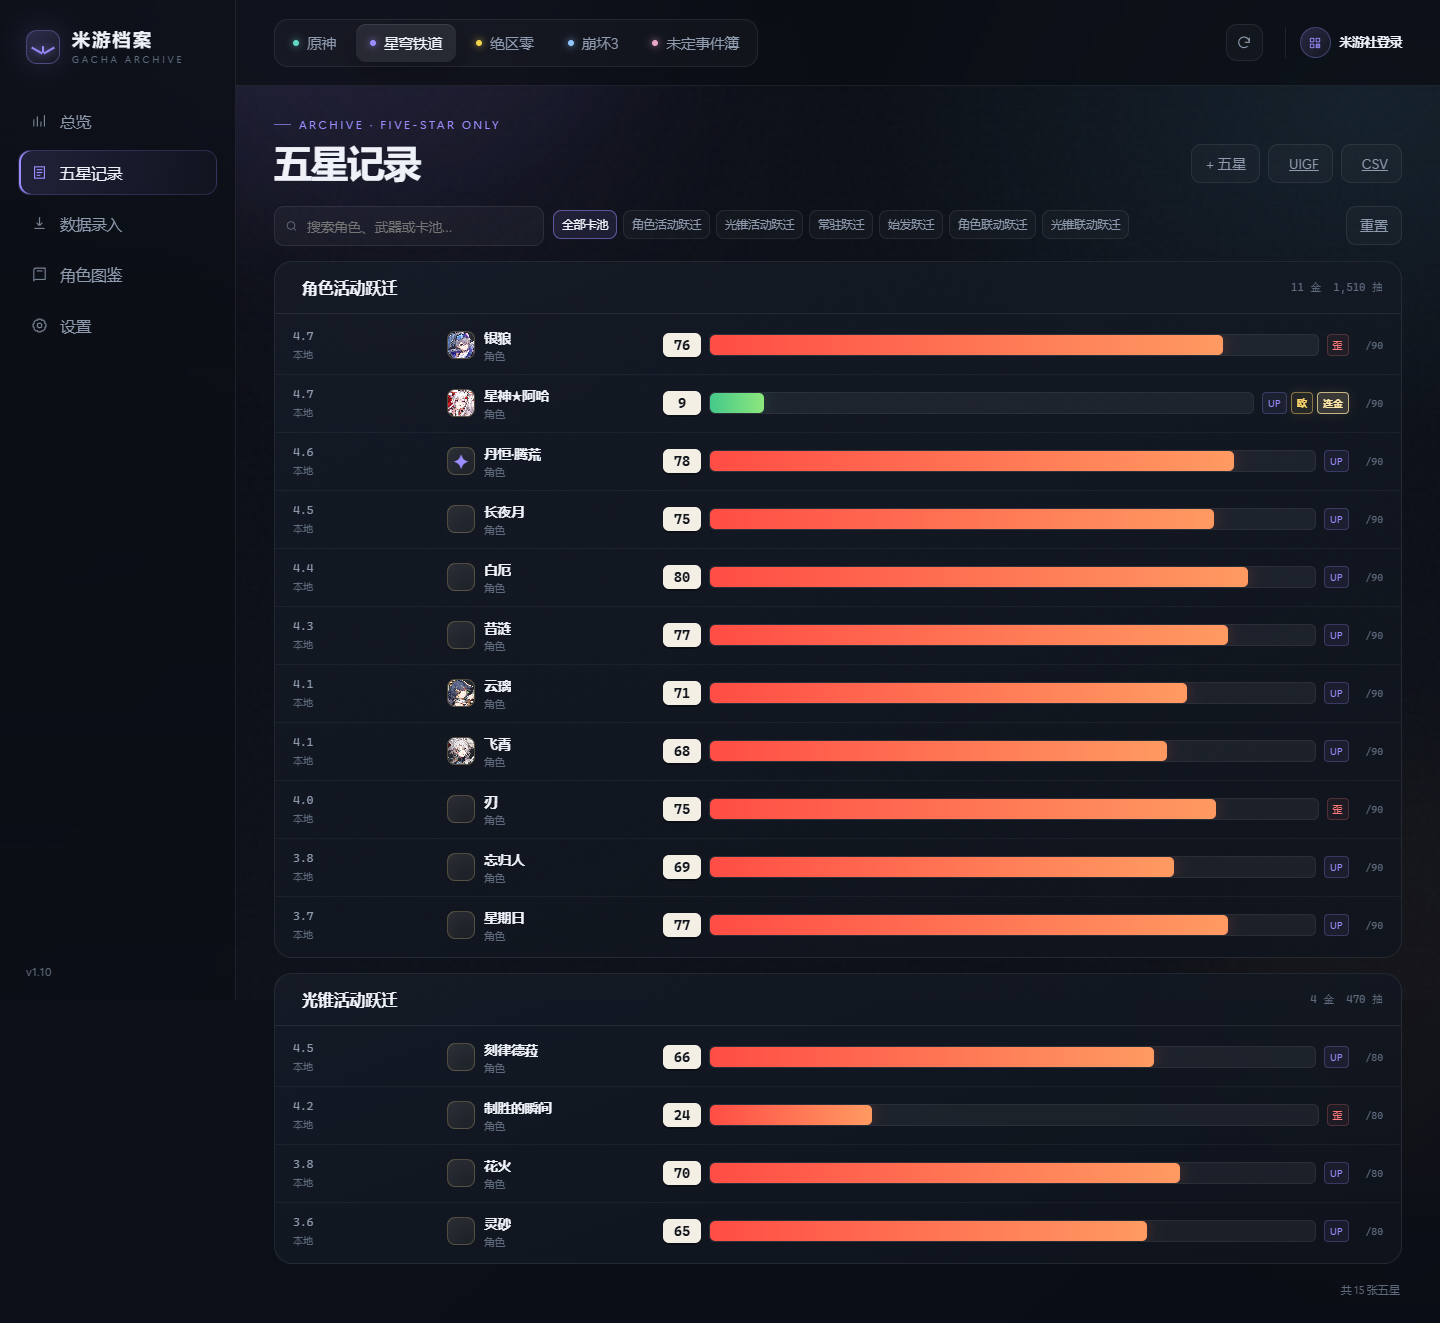 米游档案
GACHA ARCHIVE
总览
五星记录
数据录入
角色图鉴
设置
v1.10
原神
星穹铁道
绝区零
崩坏3
未定事件簿
米游社登录
ARCHIVE · FIVE-STAR ONLY
五星记录
+ 五星
UIGF
CSV
搜索角色、武器或卡池...
全部卡池
角色活动跃迁
光锥活动跃迁
常驻跃迁
始发跃迁
角色联动跃迁
光锥联动跃迁
重置
角色活动跃迁
11 金 1,510 抽
4.7 银狼 76 歪 /90
本地 角色
4.7 星神★阿哈 9 UP 欧 连金 /90
本地 角色
4.6 丹恒•腾荒 78 UP /90
本地 角色
4.5 长夜月 75 UP /90
本地 角色
4.4 白厄 80 UP /90
本地 角色
4.3 昔涟 77 UP /90
本地 角色
4.1 云璃 71 UP /90
本地 角色
4.1 飞霄 68 UP /90
本地 角色
4.0 刃 75 歪 /90
本地 角色
3.8 忘归人 69 UP /90
本地 角色
3.7 星期日 77 UP /90
本地 角色
光锥活动跃迁
4 金 470 抽
4.5 刻律德菈 66 UP /80
本地 角色
4.2 制胜的瞬间 24 歪 /80
本地 角色
3.8 花火 70 UP /80
本地 角色
3.6 灵砂 65 UP /80
本地 角色
共 15 张五星